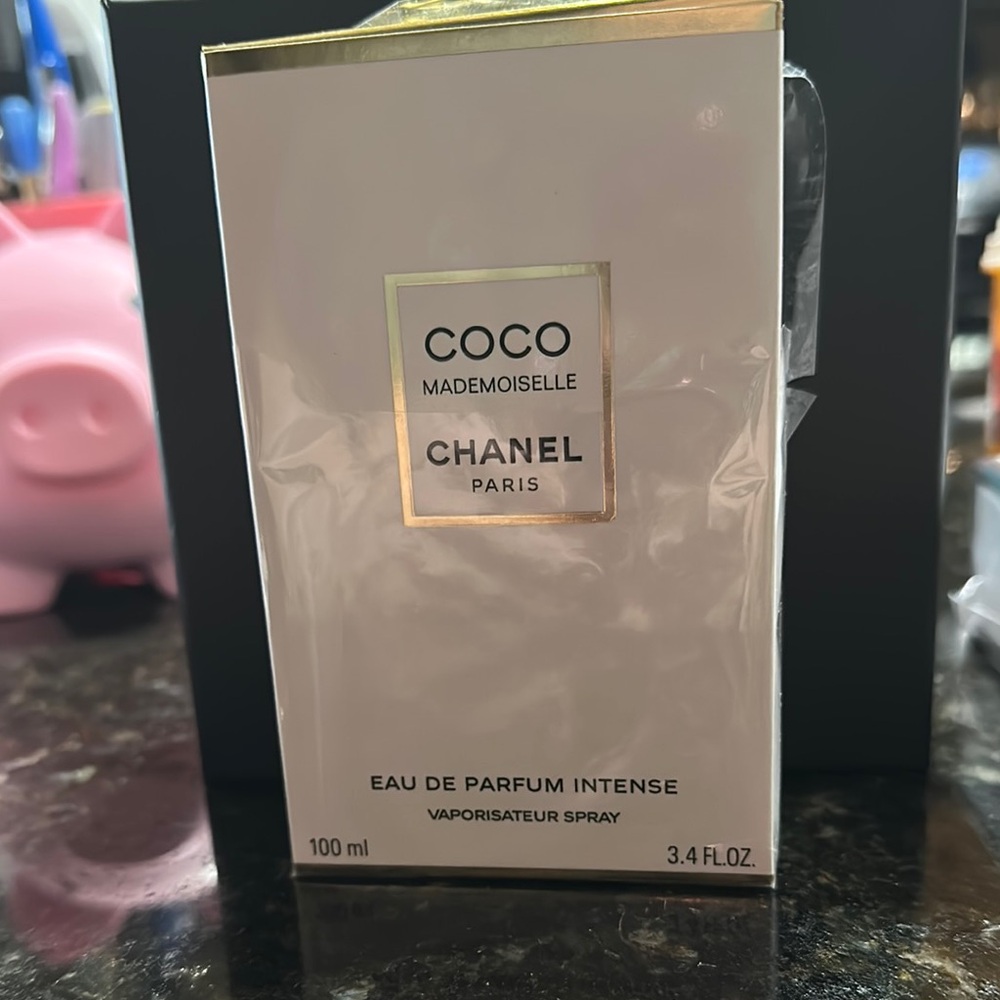 COCO
MADEMOISELLE
CHANEL
PARIS
EAU DE PARFUM INTENSE
VAPORISATEUR SPRAY
100 ml
3.4 FL.OZ.